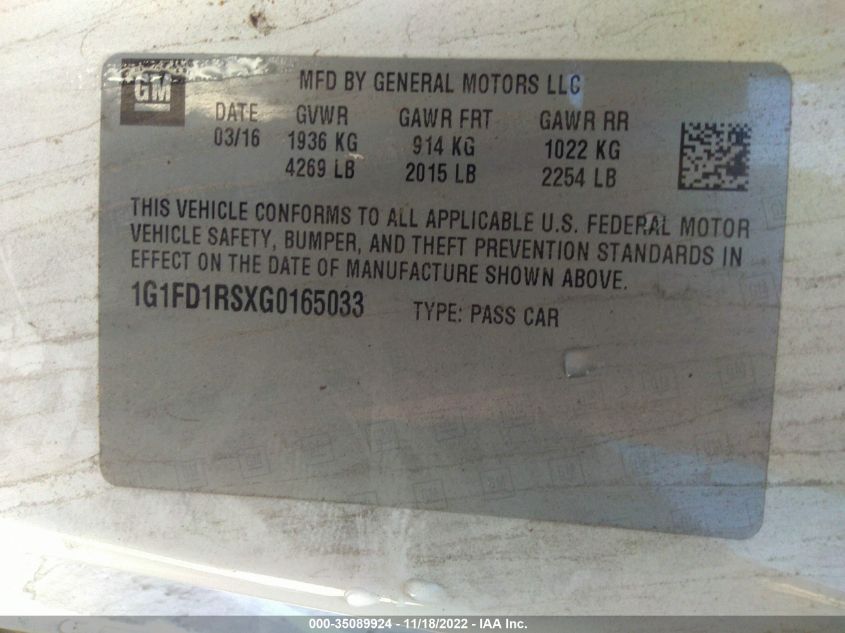 GM
MFD BY GENERAL MOTORS LLC
DATE GVWR GAWR FRT GAWR RR
03/16 1936 KG 914 KG 1022 KG
4269 LB 2015 LB 2254 LB
THIS VEHICLE CONFORMS TO ALL APPLICABLE U.S. FEDERAL MOTOR
VEHICLE SAFETY, BUMPER, AND THEFT PREVENTION STANDARDS IN
EFFECT ON THE DATE OF MANUFACTURE SHOWN ABOVE.
1G1FD1RSXG0165033 TYPE: PASS CAR
000-35089924 - 11/18/2022 - IAA Inc.